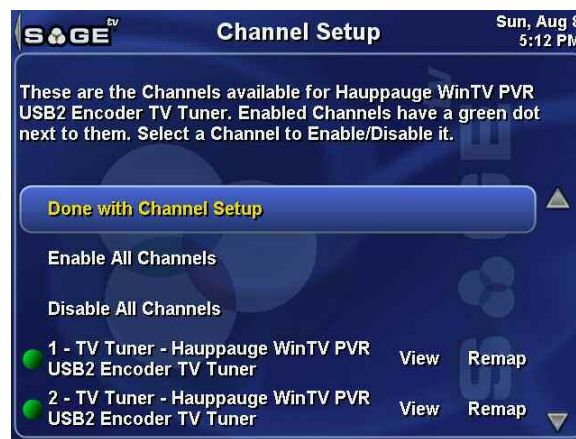 SAGE tv
Channel Setup
Sun, Aug 8
5:12 PM
These are the Channels available for Hauppauge WinTV PVR
USB2 Encoder TV Tuner. Enabled Channels have a green dot
next to them. Select a Channel to Enable/Disable it.
Done with Channel Setup
Enable All Channels
Disable All Channels
1 - TV Tuner - Hauppauge WinTV PVR
USB2 Encoder TV Tuner
View
Remap
2 - TV Tuner - Hauppauge WinTV PVR
USB2 Encoder TV Tuner
View
Remap